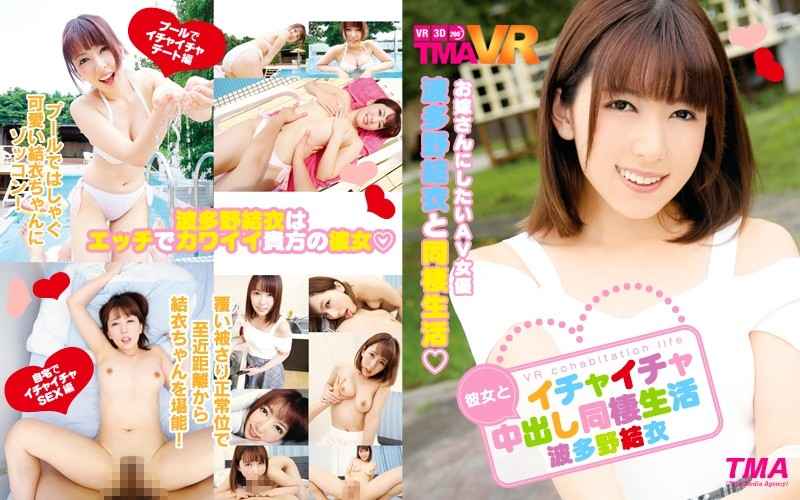 プールで
イチャイチャ
デート編
プールではしゃぐ
可愛い結衣ちゃんに
ゾッコン!
波多野結衣は
エッチでカワイイ貴方の彼女♡
自宅で
イチャイチャ
SEX編
覆い被さり正常位で
至近距離から
結衣ちゃんを堪能!
VR 3D
TMAVR
お嫁さんにしたいAV女優
波多野結衣と同棲生活♡
VR cohabitation life
彼女と
イチャイチャ
中出し同棲生活
波多野結衣
TMA